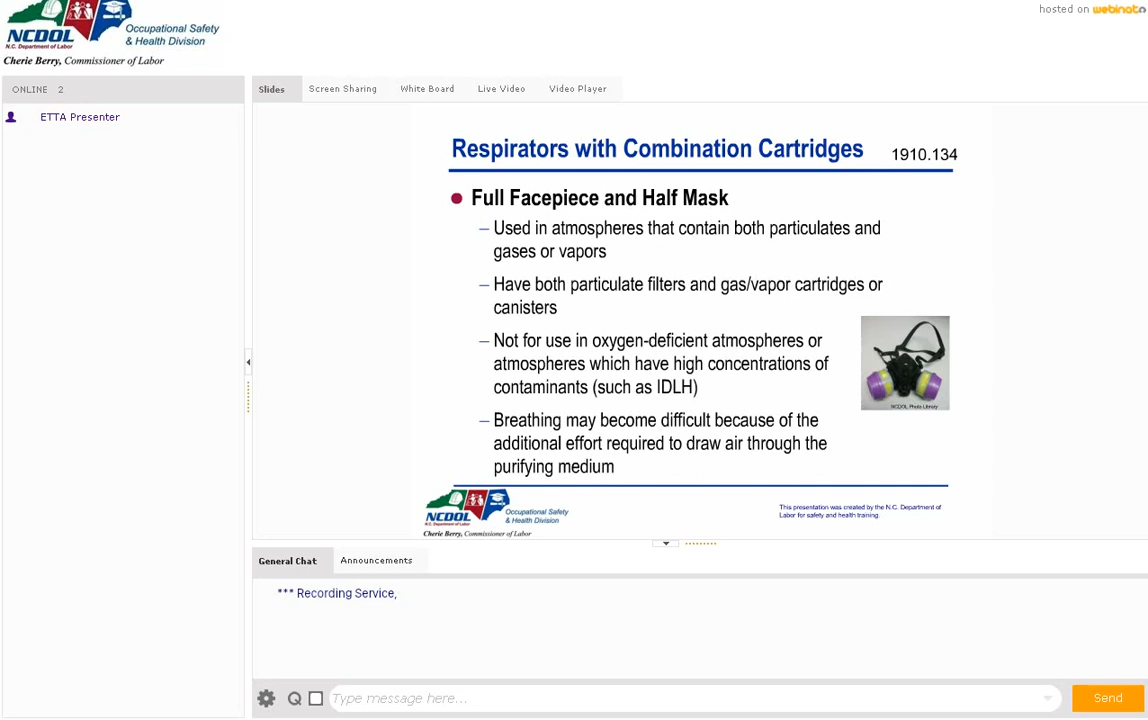 hosted on webinato
NCDOL
N.C. Department of Labor
Occupational Safety
& Health Division
Cherie Berry, Commissioner of Labor
ONLINE 2
ETTA Presenter
Slides Screen Sharing White Board Live Video Video Player
Respirators with Combination Cartridges 1910.134
Full Facepiece and Half Mask
– Used in atmospheres that contain both particulates and
gases or vapors
– Have both particulate filters and gas/vapor cartridges or
canisters
– Not for use in oxygen-deficient atmospheres or
atmospheres which have high concentrations of
contaminants (such as IDLH)
– Breathing may become difficult because of the
additional effort required to draw air through the
purifying medium
NCDOL Photo Library
NCDOL
N.C. Department of Labor
Occupational Safety
& Health Division
Cherie Berry, Commissioner of Labor
This presentation was created by the N.C. Department of
Labor for safety and health training.
General Chat Announcements
*** Recording Service,
Q Type message here... Send